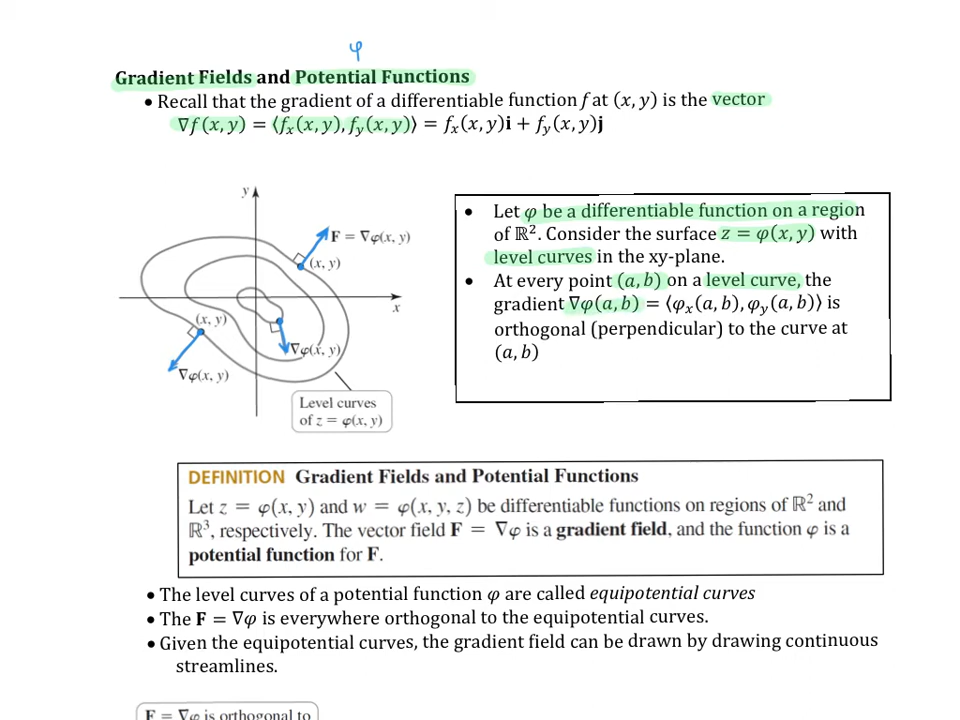 φ
Gradient Fields and Potential Functions
• Recall that the gradient of a differentiable function f at (x, y) is the vector
∇f(x, y) = ⟨fₓ(x, y), f_y(x, y)⟩ = fₓ(x, y)i + f_y(x, y)j
y
F = ∇φ(x, y)
(x, y)
x
(x, y)
∇φ(x, y)
∇φ(x, y)
Level curves
of z = φ(x, y)
• Let φ be a differentiable function on a region
of ℝ². Consider the surface z = φ(x, y) with
level curves in the xy-plane.
• At every point (a, b) on a level curve, the
gradient ∇φ(a, b) = ⟨φₓ(a, b), φ_y(a, b)⟩ is
orthogonal (perpendicular) to the curve at
(a, b)
DEFINITION Gradient Fields and Potential Functions
Let z = φ(x, y) and w = φ(x, y, z) be differentiable functions on regions of ℝ² and
ℝ³, respectively. The vector field F = ∇φ is a gradient field, and the function φ is a
potential function for F.
• The level curves of a potential function φ are called equipotential curves
• The F = ∇φ is everywhere orthogonal to the equipotential curves.
• Given the equipotential curves, the gradient field can be drawn by drawing continuous
streamlines.
F = ∇φ is orthogonal to